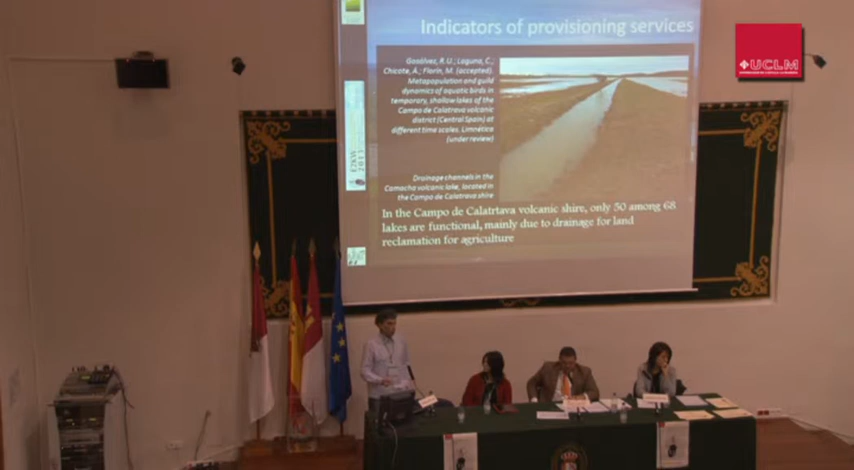 Indicators of provisioning services
UCLM
Gosálvez, R.U.; Laguna, C.;
Chicote, Á.; Florín, M. (accepted).
Metapopulation and guild
dynamics of aquatic birds in
temporary, shallow lakes of the
Campo de Calatrava volcanic
district (Central Spain) at
different time scales. Limnetica
(under review)
Drainage channels in the
Camacha volcanic lake, located in
the Campo de Calatrava shire
In the Campo de Calatrtava volcanic shire, only 50 among 68
lakes are functional, mainly due to drainage for land
reclamation for agriculture